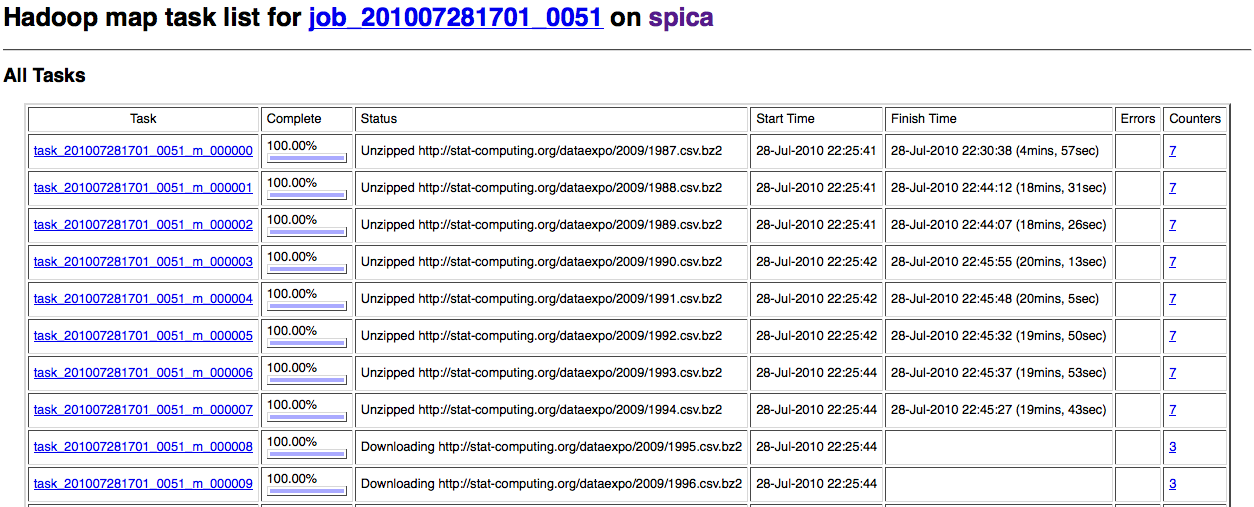 Hadoop map task list for job_201007281701_0051 on spica
All Tasks
Task Complete Status Start Time Finish Time Errors Counters
task_201007281701_0051_m_000000 100.00% Unzipped http://stat-computing.org/dataexpo/2009/1987.csv.bz2 28-Jul-2010 22:25:41 28-Jul-2010 22:30:38 (4mins, 57sec) 7
task_201007281701_0051_m_000001 100.00% Unzipped http://stat-computing.org/dataexpo/2009/1988.csv.bz2 28-Jul-2010 22:25:41 28-Jul-2010 22:44:12 (18mins, 31sec) 7
task_201007281701_0051_m_000002 100.00% Unzipped http://stat-computing.org/dataexpo/2009/1989.csv.bz2 28-Jul-2010 22:25:41 28-Jul-2010 22:44:07 (18mins, 26sec) 7
task_201007281701_0051_m_000003 100.00% Unzipped http://stat-computing.org/dataexpo/2009/1990.csv.bz2 28-Jul-2010 22:25:42 28-Jul-2010 22:45:55 (20mins, 13sec) 7
task_201007281701_0051_m_000004 100.00% Unzipped http://stat-computing.org/dataexpo/2009/1991.csv.bz2 28-Jul-2010 22:25:42 28-Jul-2010 22:45:48 (20mins, 5sec) 7
task_201007281701_0051_m_000005 100.00% Unzipped http://stat-computing.org/dataexpo/2009/1992.csv.bz2 28-Jul-2010 22:25:42 28-Jul-2010 22:45:32 (19mins, 50sec) 7
task_201007281701_0051_m_000006 100.00% Unzipped http://stat-computing.org/dataexpo/2009/1993.csv.bz2 28-Jul-2010 22:25:44 28-Jul-2010 22:45:37 (19mins, 53sec) 7
task_201007281701_0051_m_000007 100.00% Unzipped http://stat-computing.org/dataexpo/2009/1994.csv.bz2 28-Jul-2010 22:25:44 28-Jul-2010 22:45:27 (19mins, 43sec) 7
task_201007281701_0051_m_000008 100.00% Downloading http://stat-computing.org/dataexpo/2009/1995.csv.bz2 28-Jul-2010 22:25:44 3
task_201007281701_0051_m_000009 100.00% Downloading http://stat-computing.org/dataexpo/2009/1996.csv.bz2 28-Jul-2010 22:25:44 3